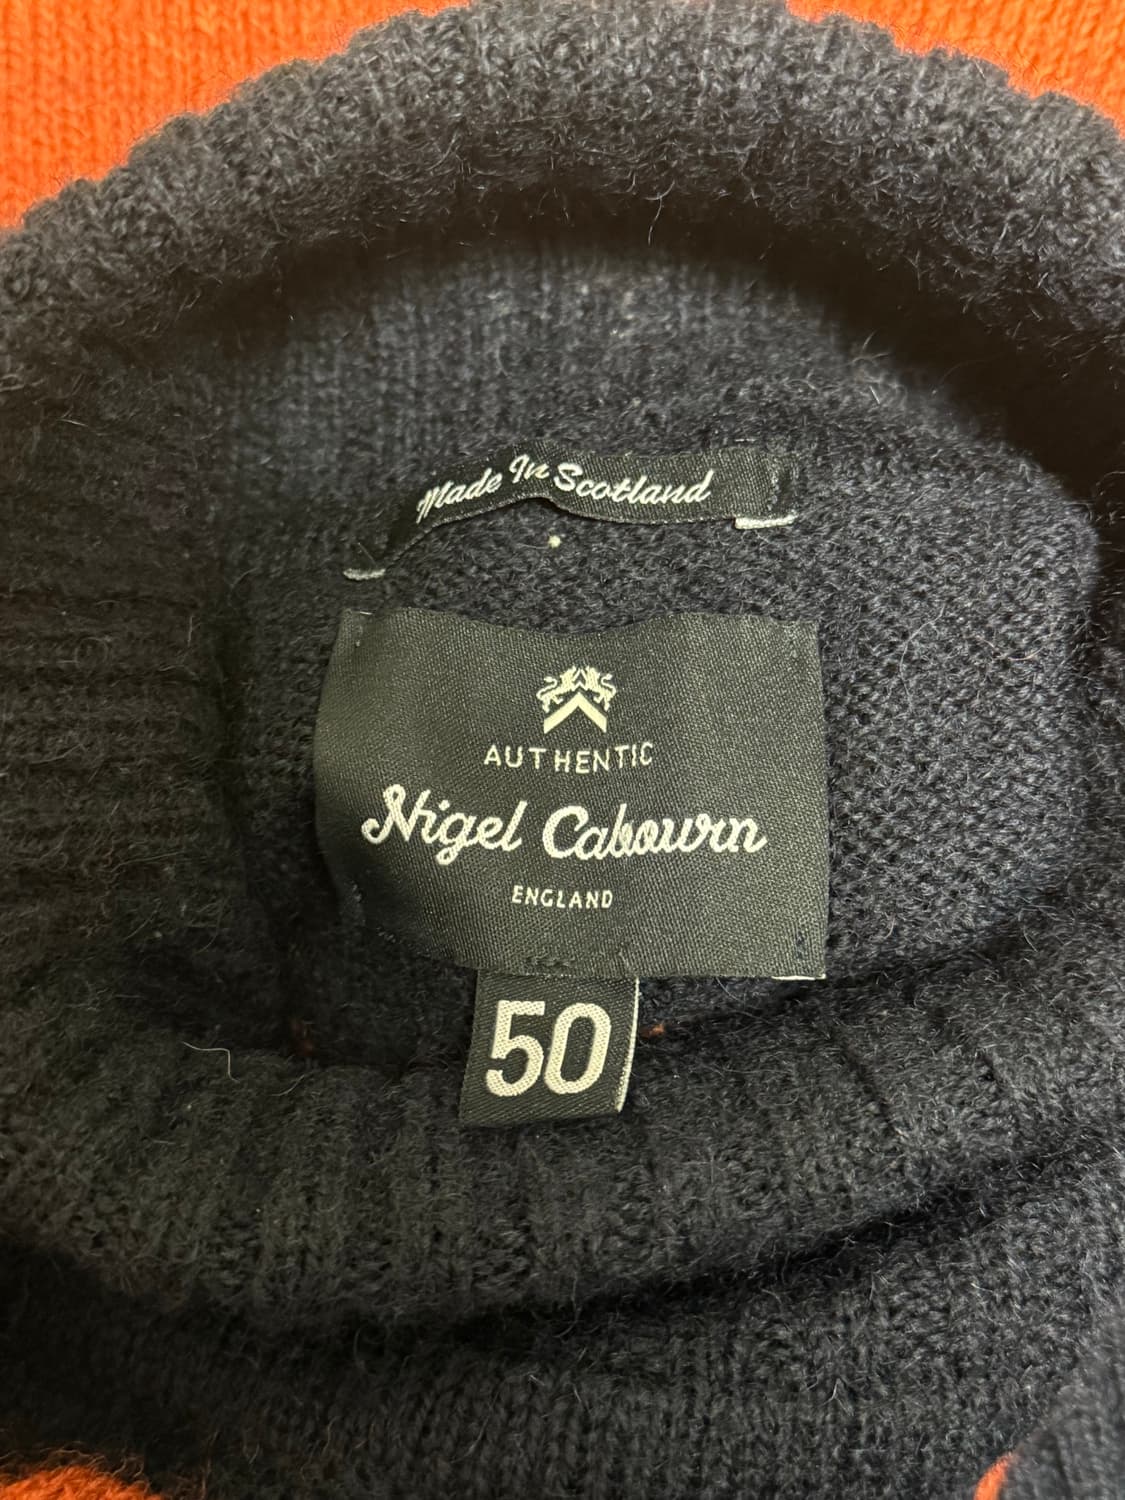 Made In Scotland
AUTHENTIC
Nigel Cabourn
ENGLAND
50